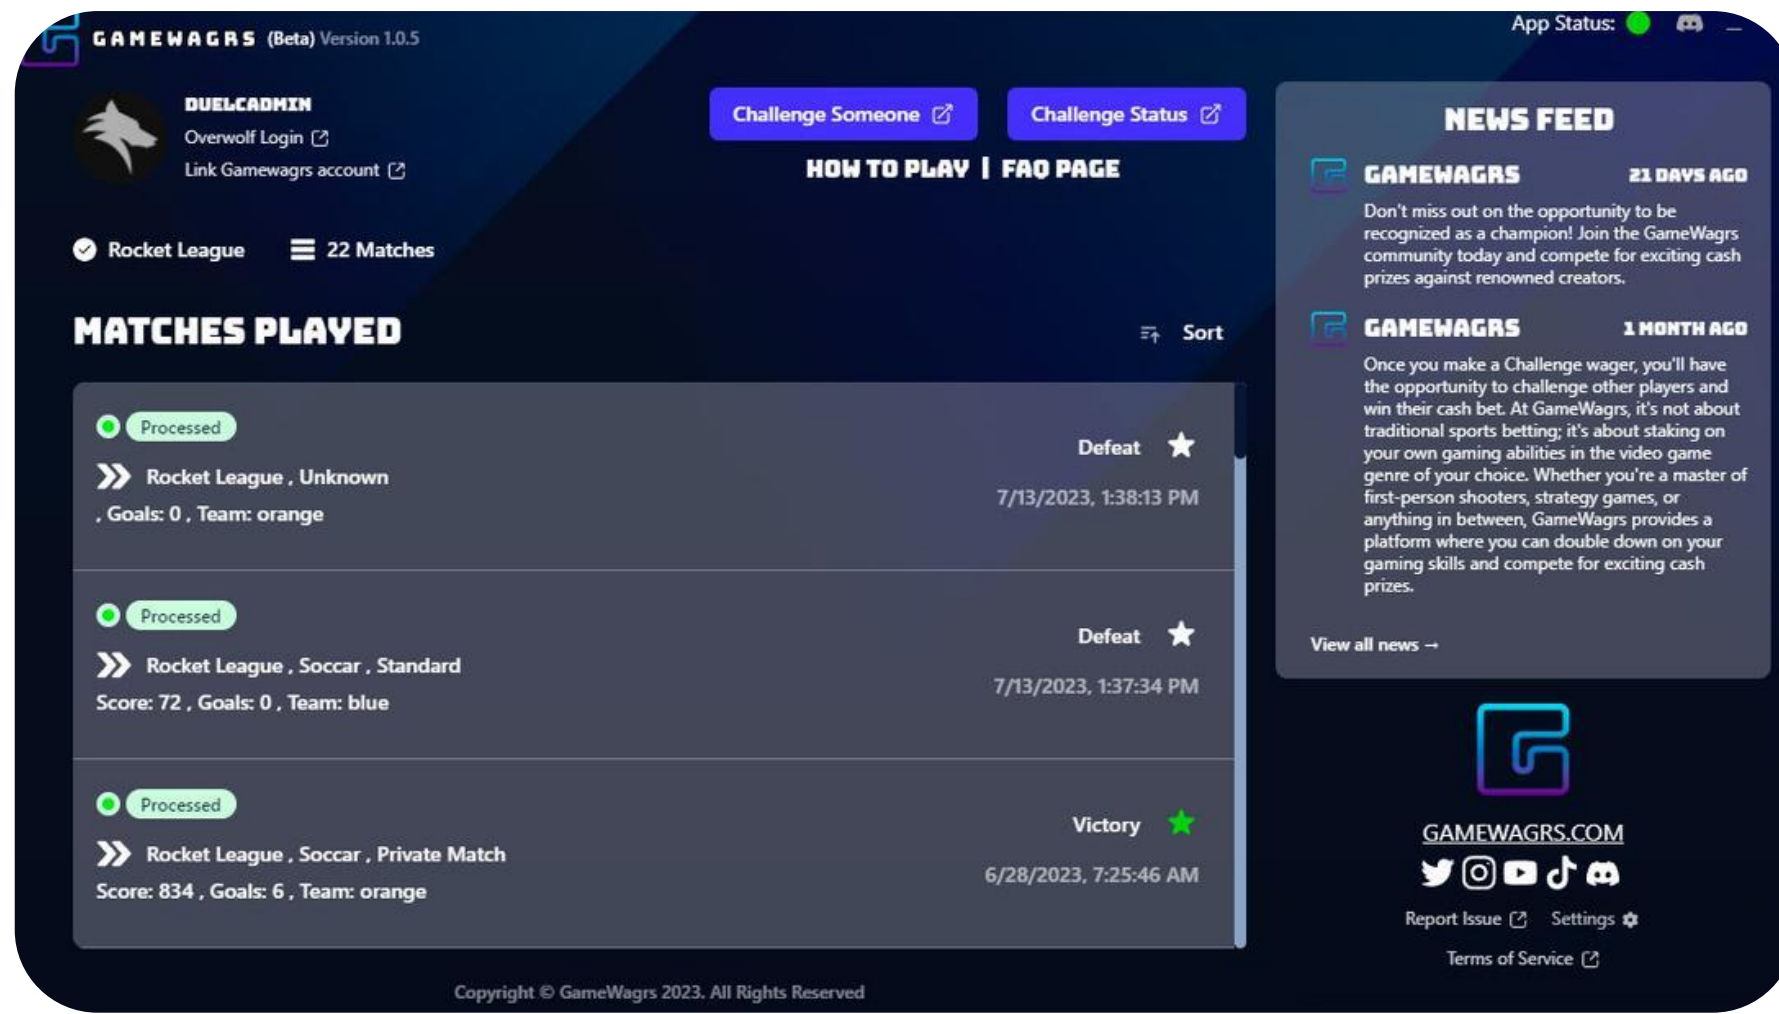 GAMEWAGRS (Beta) Version 1.0.5
App Status:
DUELCADMIN
Overwolf Login
Link Gamewagrs account
Challenge Someone
Challenge Status
HOW TO PLAY | FAQ PAGE
Rocket League
22 Matches
MATCHES PLAYED
Sort
Processed
Rocket League , Unknown
, Goals: 0 , Team: orange
Defeat
7/13/2023, 1:38:13 PM
Processed
Rocket League , Soccar , Standard
Score: 72 , Goals: 0 , Team: blue
Defeat
7/13/2023, 1:37:34 PM
Processed
Rocket League , Soccar , Private Match
Score: 834 , Goals: 6 , Team: orange
Victory
6/28/2023, 7:25:46 AM
Copyright © GameWagrs 2023. All Rights Reserved
NEWS FEED
GAMEWAGRS
21 DAYS AGO
Don't miss out on the opportunity to be
recognized as a champion! Join the GameWagrs
community today and compete for exciting cash
prizes against renowned creators.
GAMEWAGRS
1 MONTH AGO
Once you make a Challenge wager, you'll have
the opportunity to challenge other players and
win their cash bet. At GameWagrs, it's not about
traditional sports betting; it's about staking on
your own gaming abilities in the video game
genre of your choice. Whether you're a master of
first-person shooters, strategy games, or
anything in between, GameWagrs provides a
platform where you can double down on your
gaming skills and compete for exciting cash
prizes.
View all news →
GAMEWAGRS.COM
Report Issue
Settings
Terms of Service